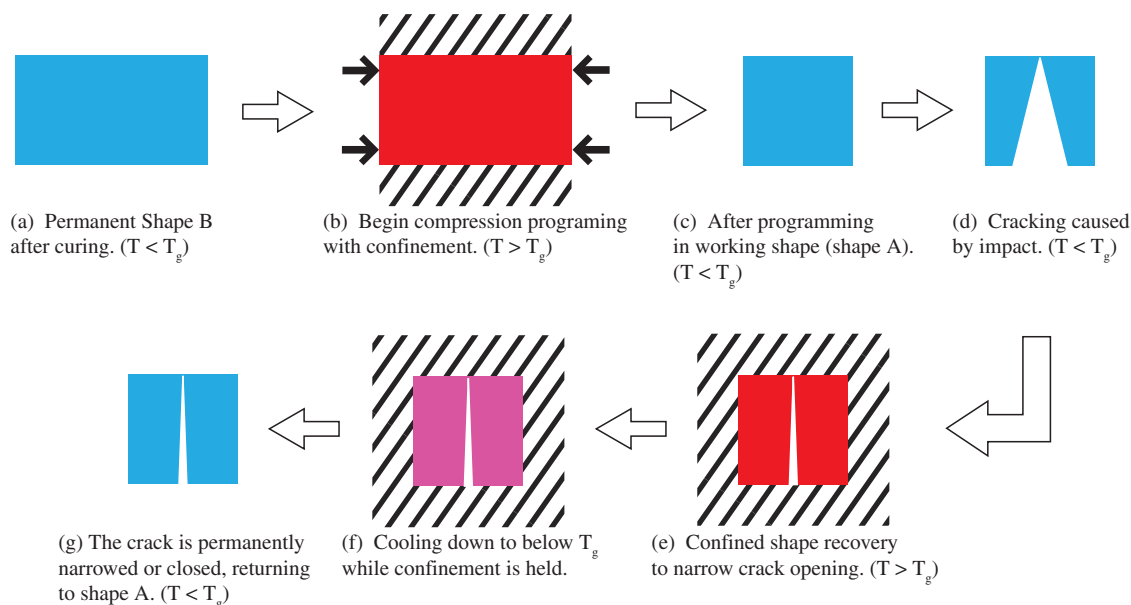 (a) Permanent Shape B
after curing. (T < Tg)
(b) Begin compression programing
with confinement. (T > Tg)
(c) After programming
in working shape (shape A).
(T < Tg)
(d) Cracking caused
by impact. (T < Tg)
(e) Confined shape recovery
to narrow crack opening. (T > Tg)
(f) Cooling down to below Tg
while confinement is held.
(g) The crack is permanently
narrowed or closed, returning
to shape A. (T < Tg)